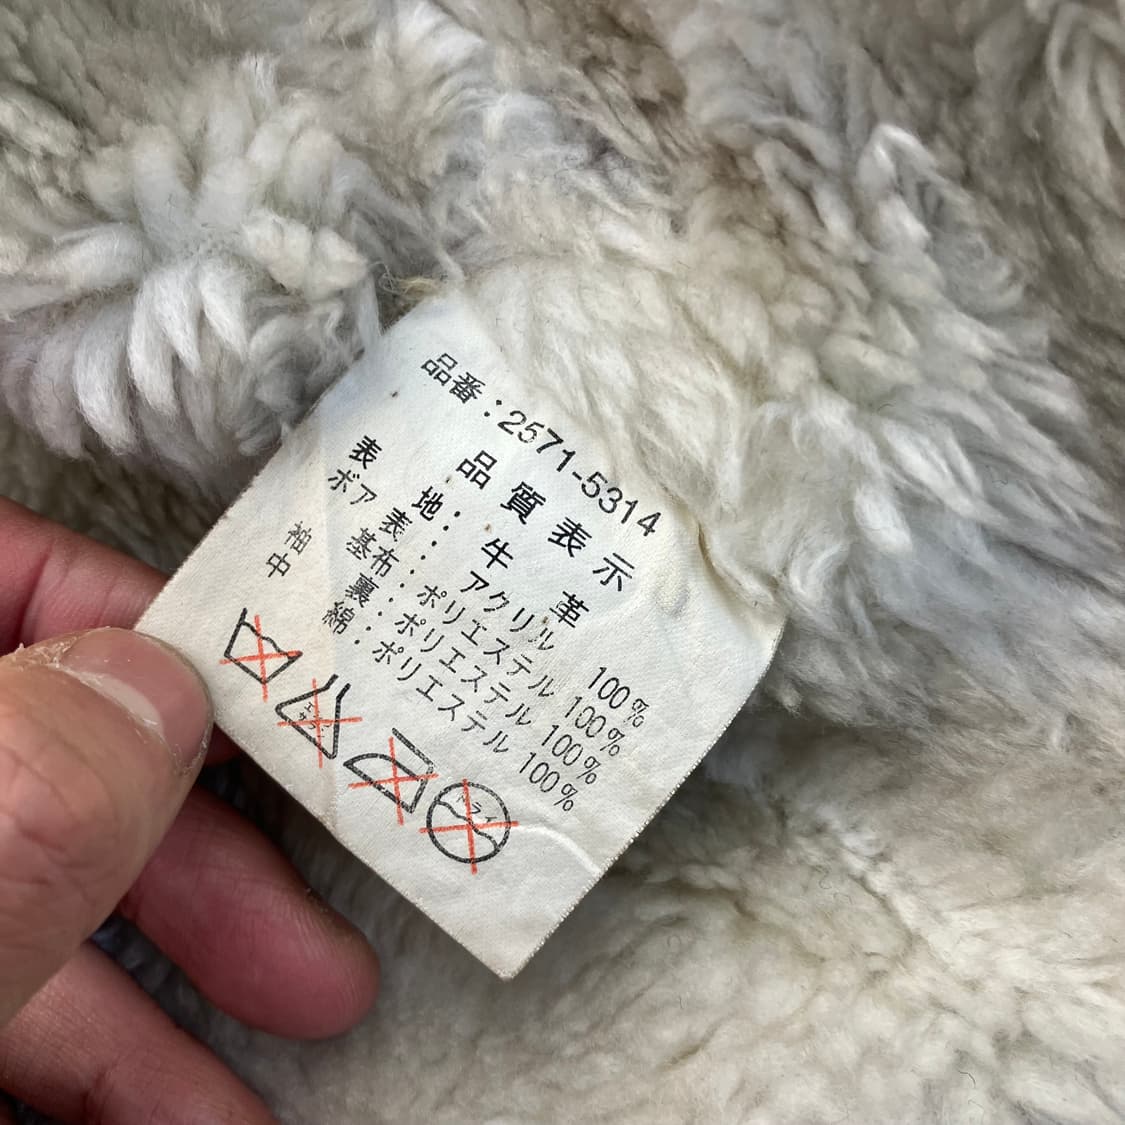 品番:2571-5314
品質表示
表地:牛革
ボア表:アクリル 100%
基布:ポリエステル 100%
袖裏:ポリエステル 100%
中綿:ポリエステル 100%
ドライ